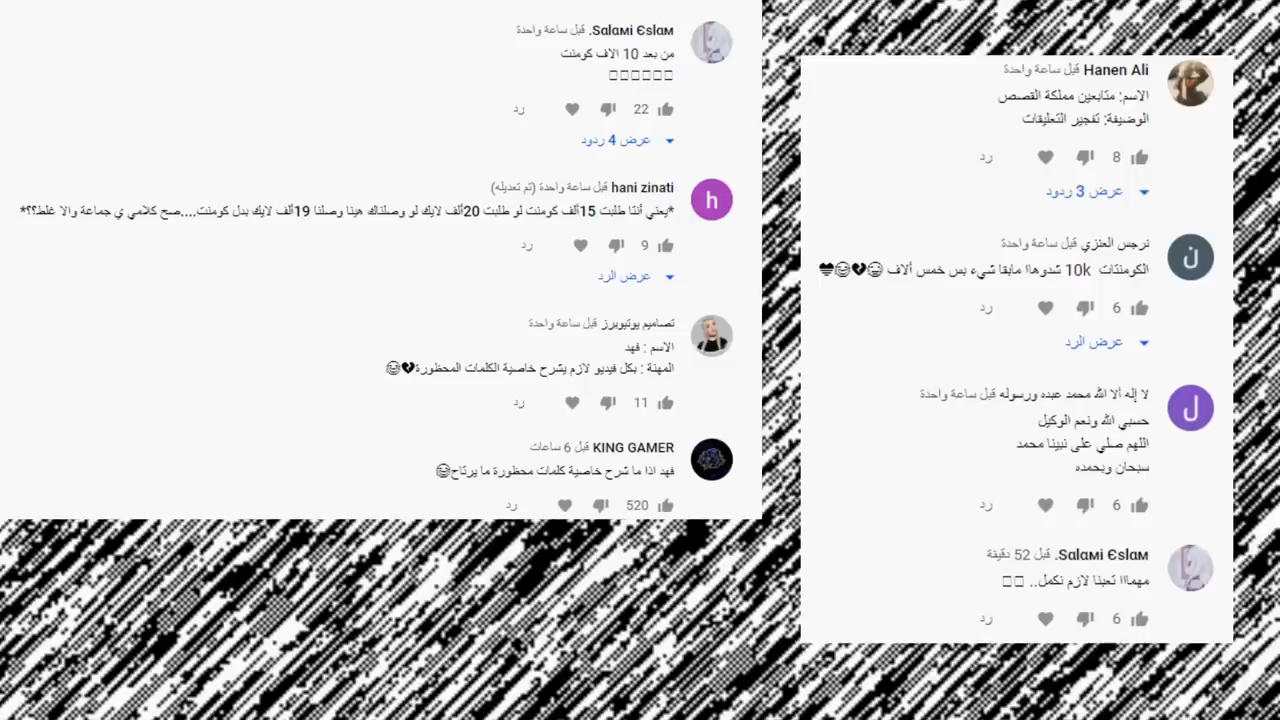 Sαlαмi Єslαм. قبل ساعة واحدة
من بعد 10 الاف كومنت
22
رد
عرض 4 ردود
hani zinati قبل ساعة واحدة (تم تعديله)
*يعني أنتا طلبت 15ألف كومنت لو طلبت 20ألف لايك لو وصلناك هينا وصلنا 19ألف لايك بدل كومنت....صح كلامي ي جماعة والا غلط؟؟*
9
رد
عرض الرد
تصاميم يوتيوبرز قبل ساعة واحدة
الاسم : فهد
المهنة : بكل فيديو لازم يشرح خاصية الكلمات المحظورة💔😂
11
رد
KING GAMER قبل 6 ساعات
فهد اذا ما شرح خاصية كلمات محظورة ما يرتاح😂
520
رد
Hanen Ali قبل ساعة واحدة
الاسم: متابعين مملكة القصص
الوضيفة: تفجير التعليقات
8
رد
عرض 3 ردود
نرجس العنزي قبل ساعة واحدة
الكومنتات 10k شدوهاا مابقا شيء بس خمس ألاف
6
رد
عرض الرد
لا إله ألا الله محمد عبده ورسوله قبل ساعة واحدة
حسبي الله ونعم الوكيل
اللهم صلي على نبينا محمد
سبحان وبحمده
6
رد
Sαlαмi Єslαм. قبل 52 دقيقة
مهمااا تعبنا لازم نكمل..
6
رد